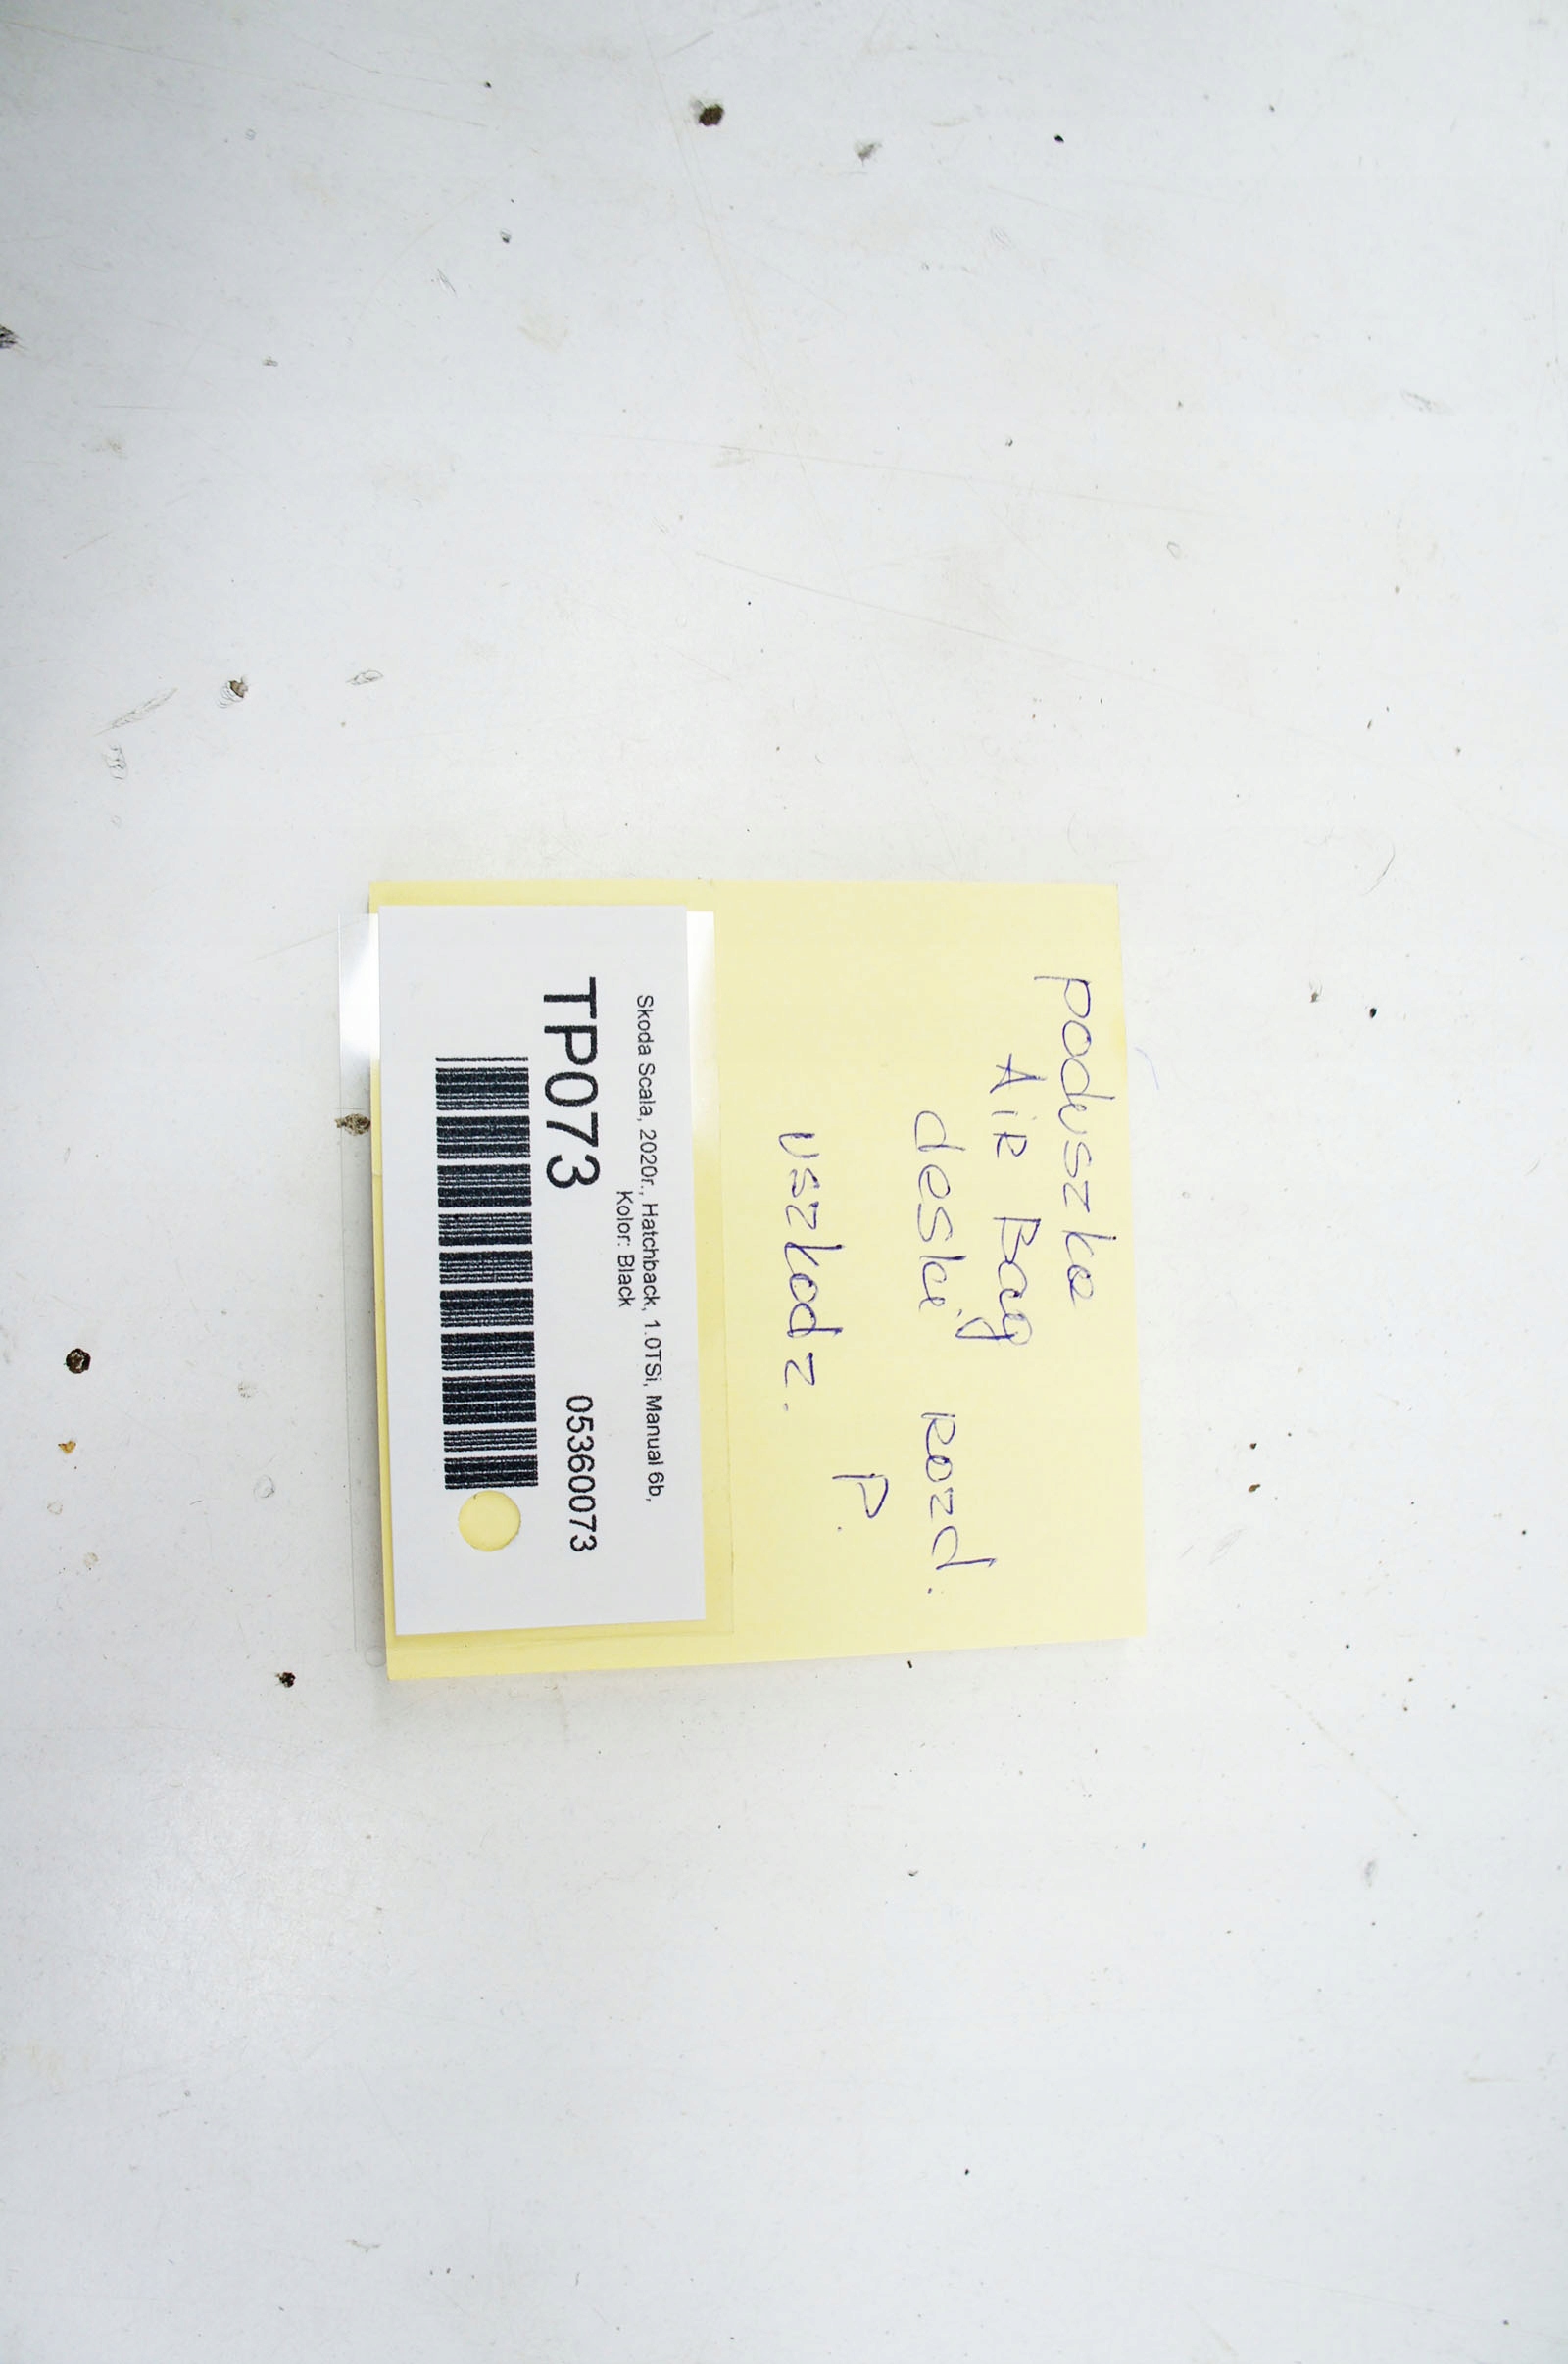 Poduszka
Air Bag
deski rozd.
P.
uszkodz.
Skoda Scala, 2020r., Hatchback, 1.0TSi, Manual 6b,
Kolor: Black
TP073 05360073